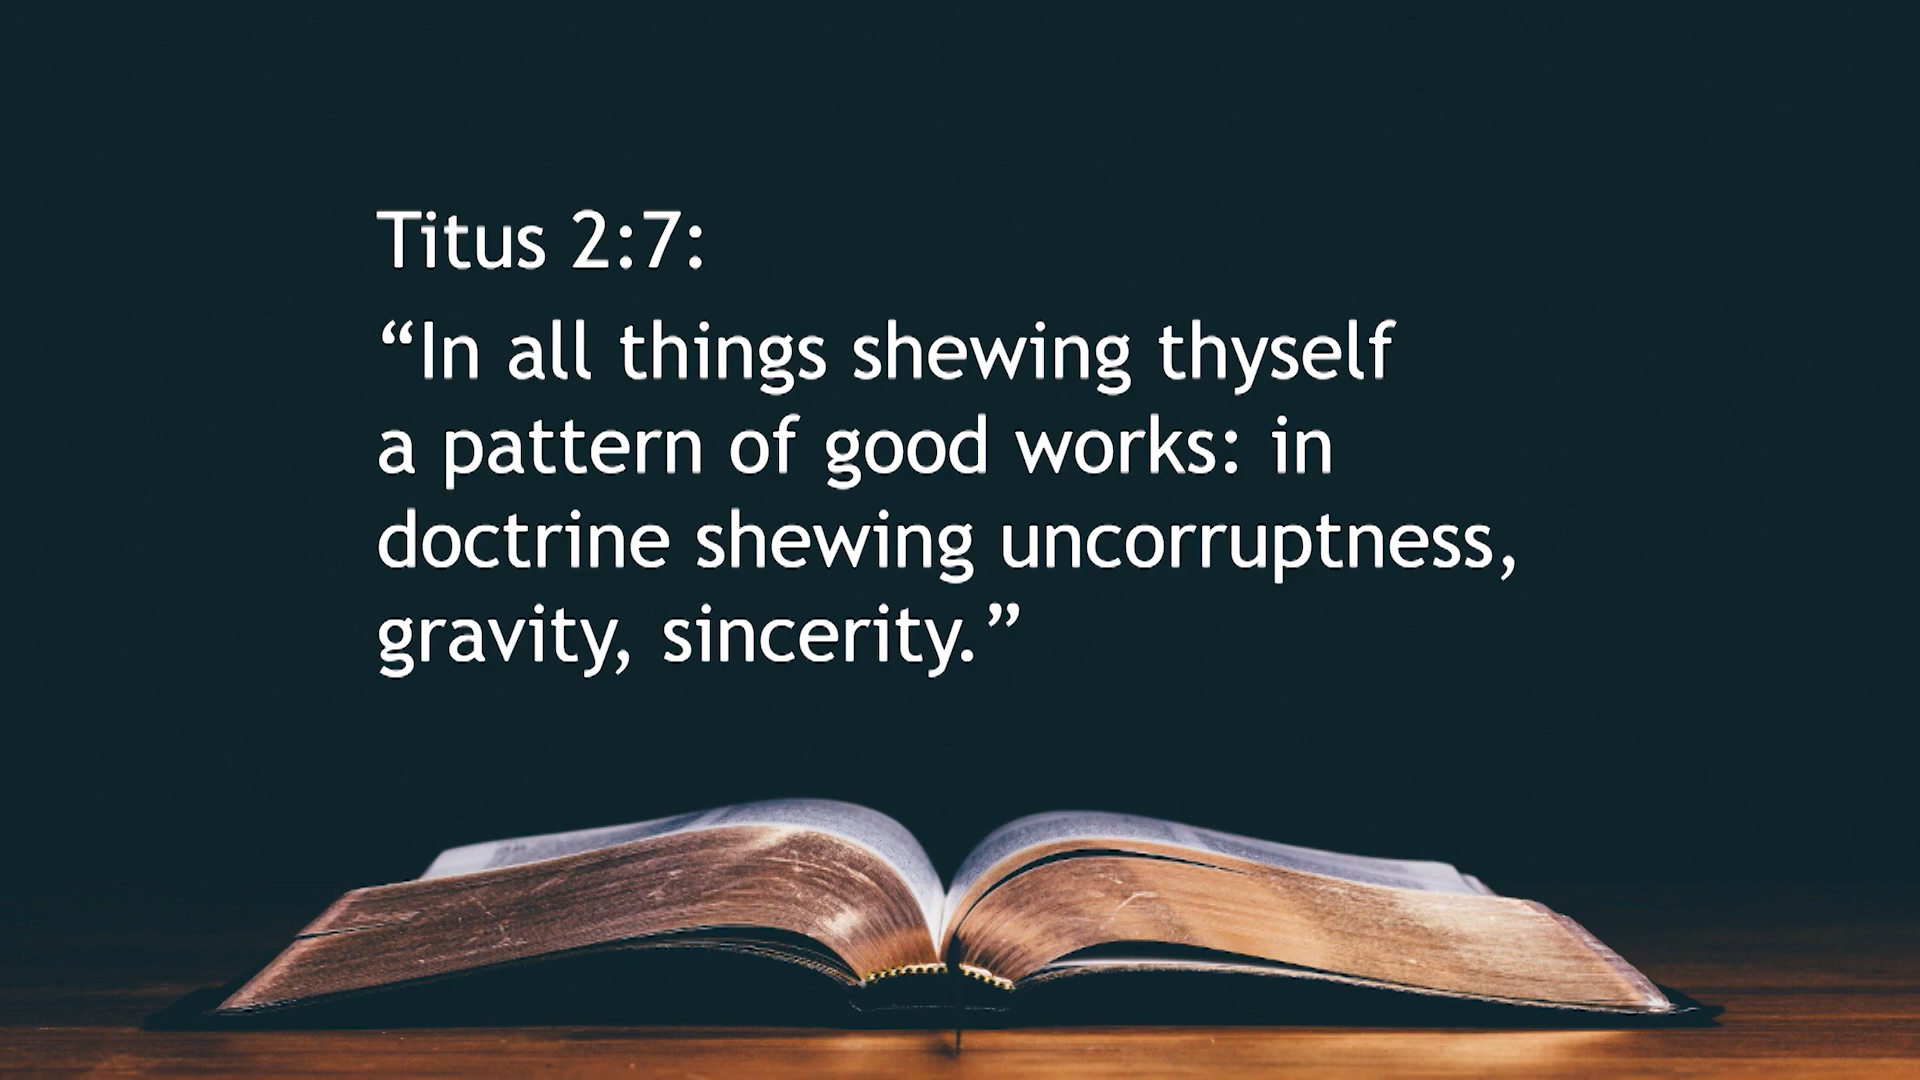 Titus 2:7:
“In all things shewing thyself
a pattern of good works: in
doctrine shewing uncorruptness,
gravity, sincerity.”